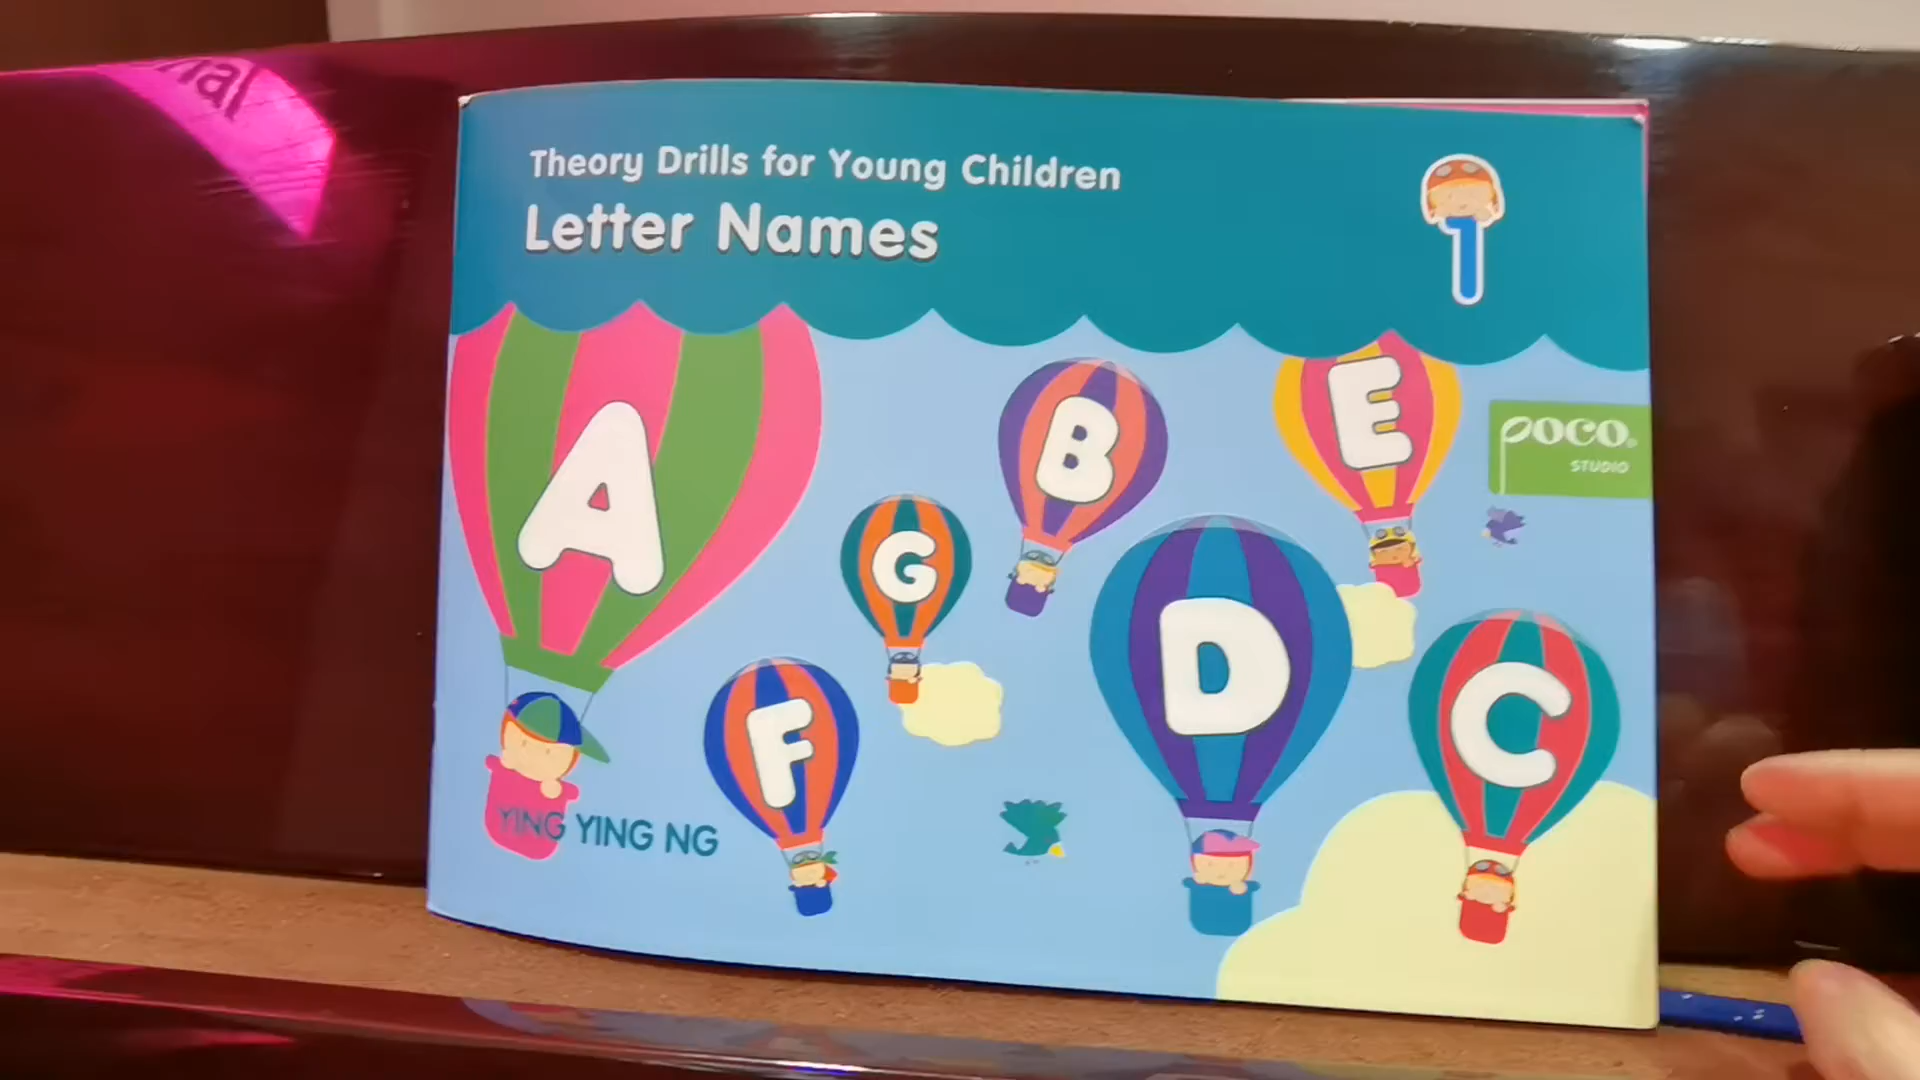 Theory Drills for Young Children
Letter Names
1
A
B
E
poco
STUDIO
G
D
F
C
YING YING NG